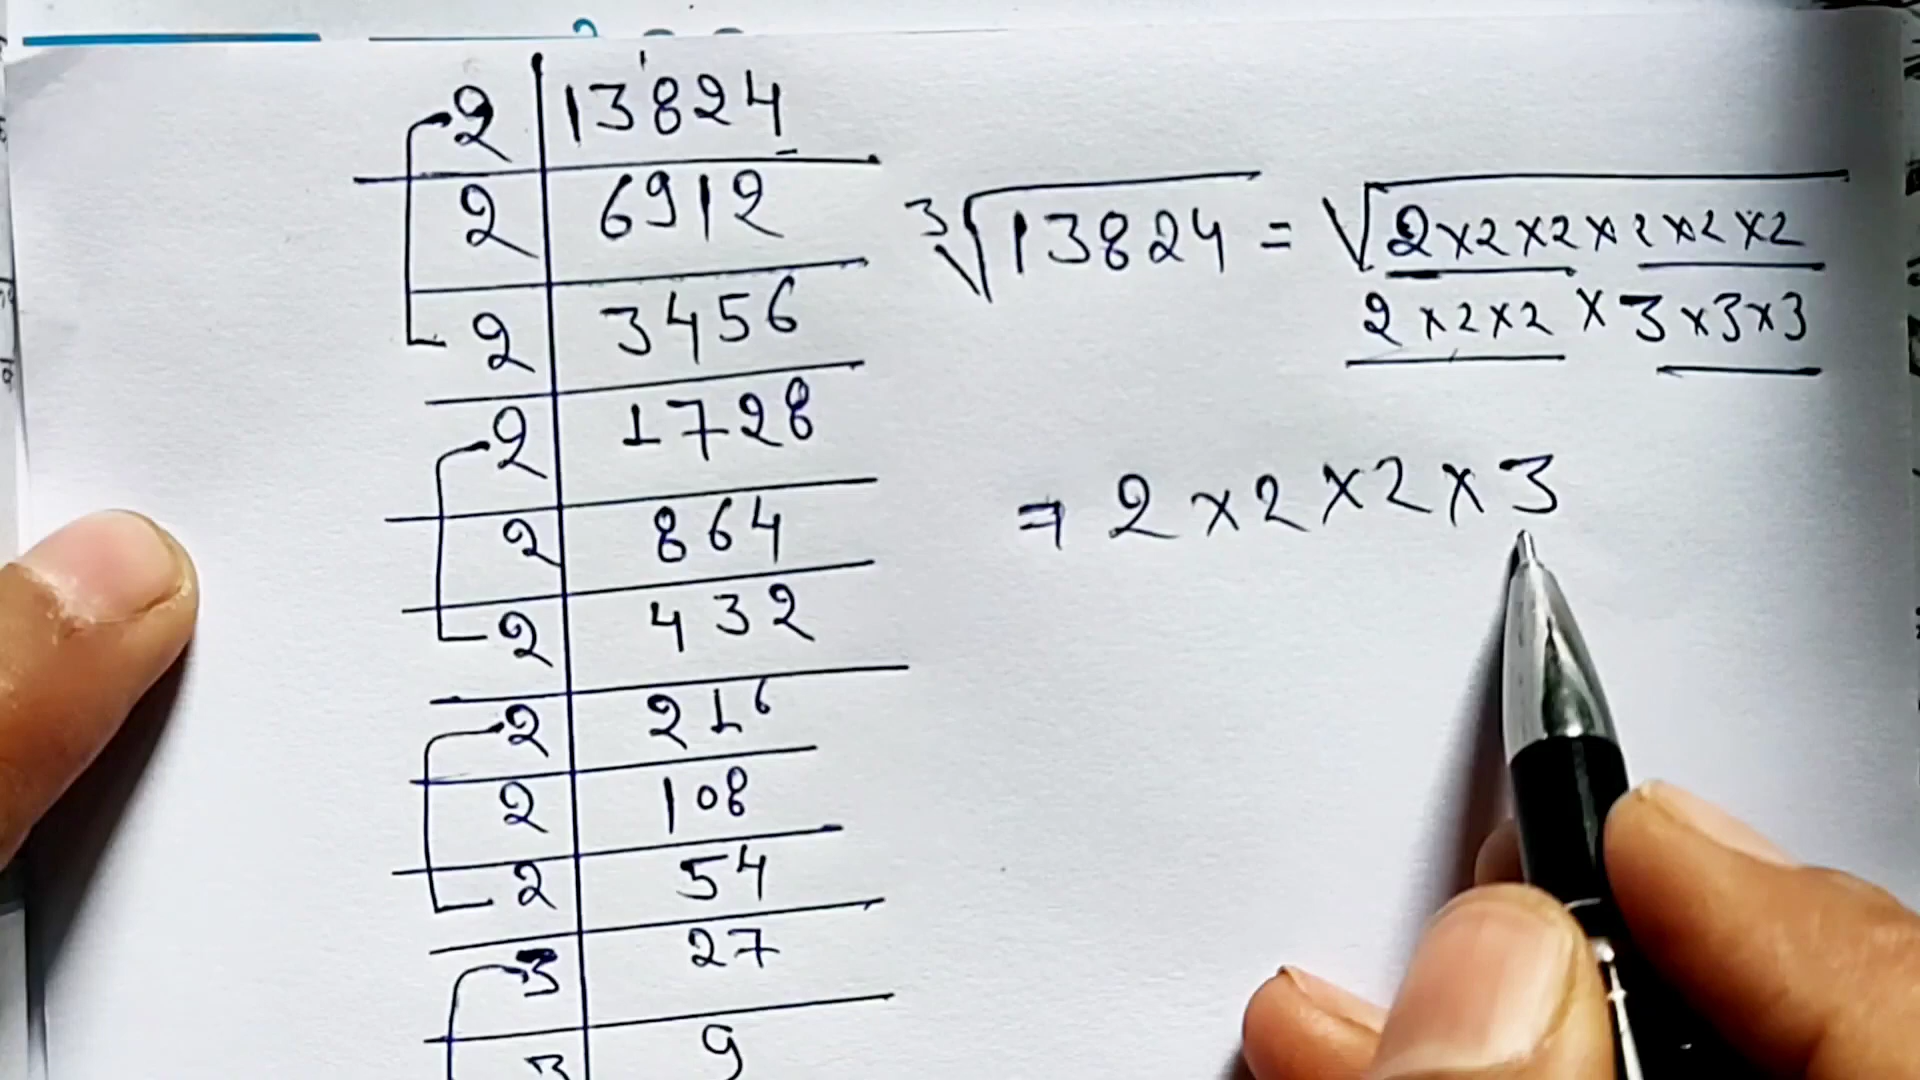 2 | 13824
2 | 6912
2 | 3456
2 | 1728
2 | 864
2 | 432
2 | 216
2 | 108
2 | 54
3 | 27
3 | 9
∛13824 = √2×2×2×2×2×2
2×2×2 × 3×3×3
= 2×2×2×3